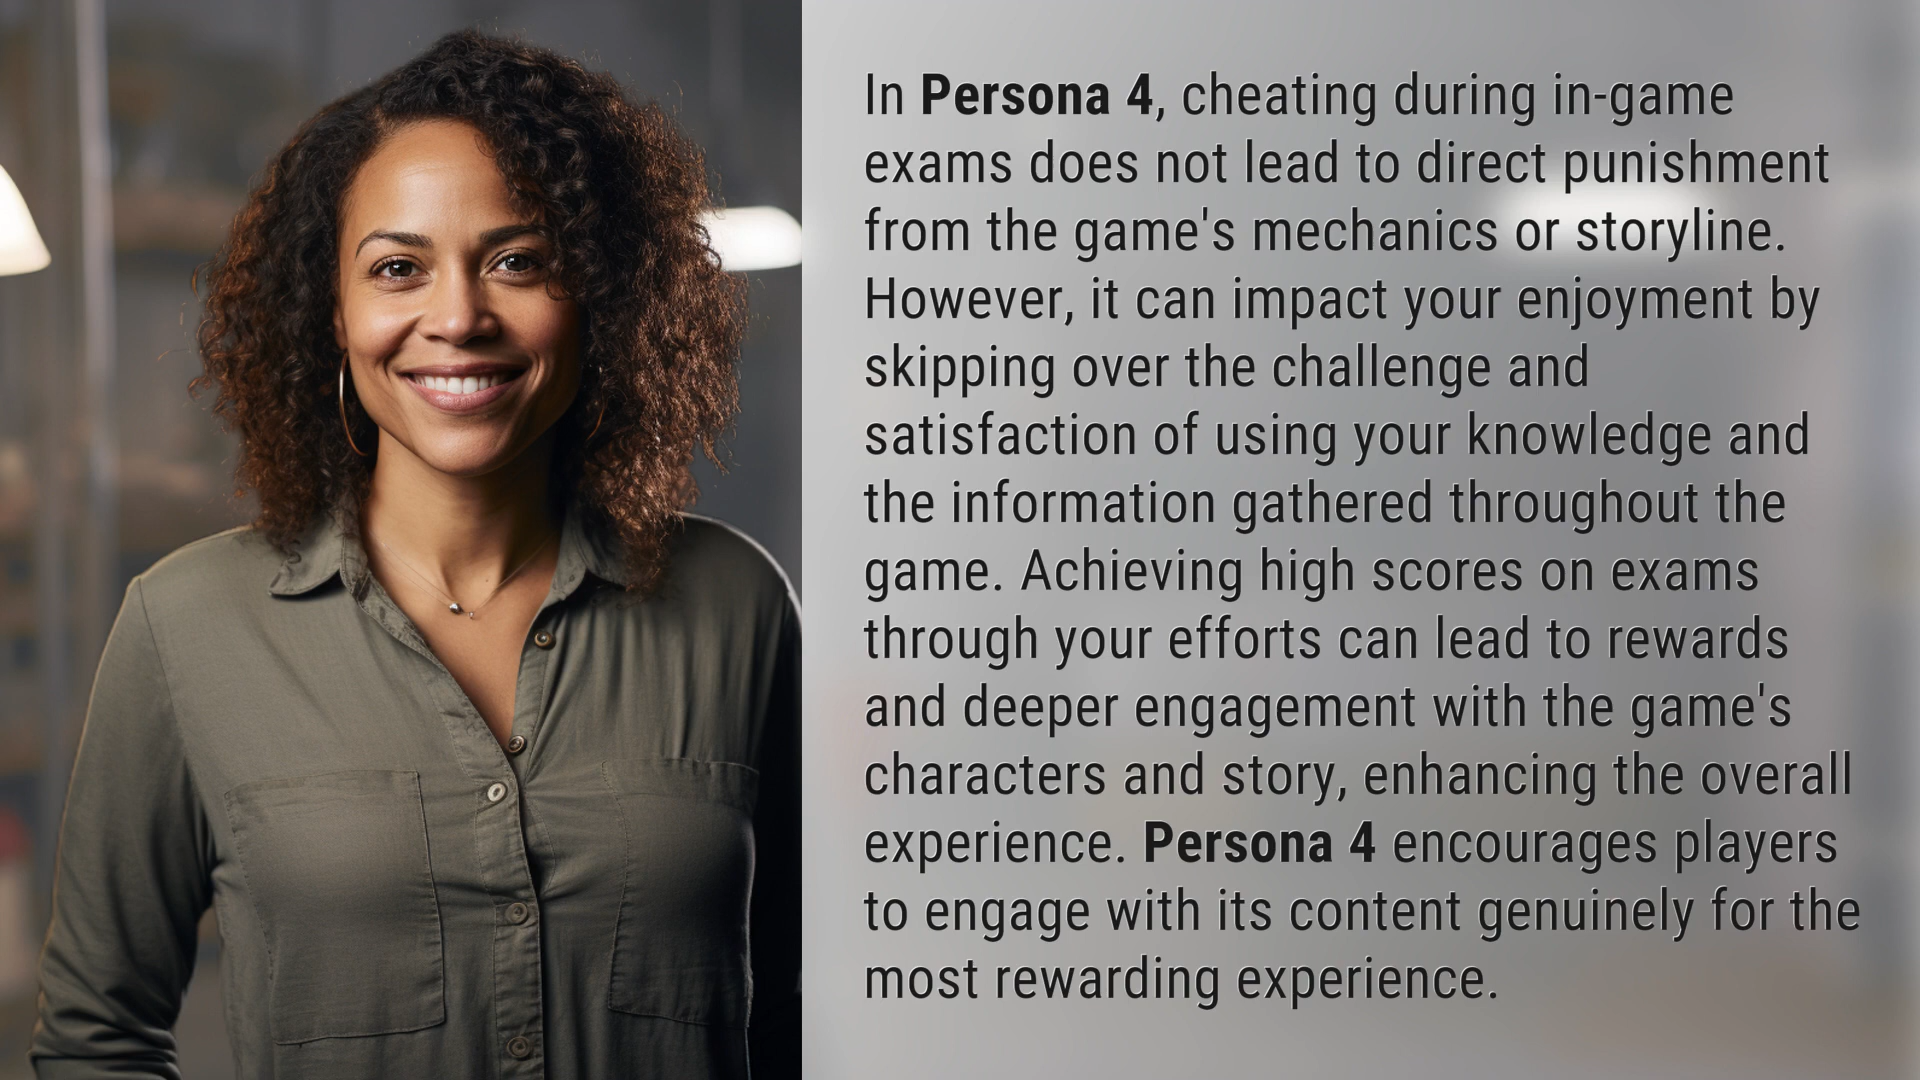 In Persona 4, cheating during in-game
exams does not lead to direct punishment
from the game's mechanics or storyline.
However, it can impact your enjoyment by
skipping over the challenge and
satisfaction of using your knowledge and
the information gathered throughout the
game. Achieving high scores on exams
through your efforts can lead to rewards
and deeper engagement with the game's
characters and story, enhancing the overall
experience. Persona 4 encourages players
to engage with its content genuinely for the
most rewarding experience.